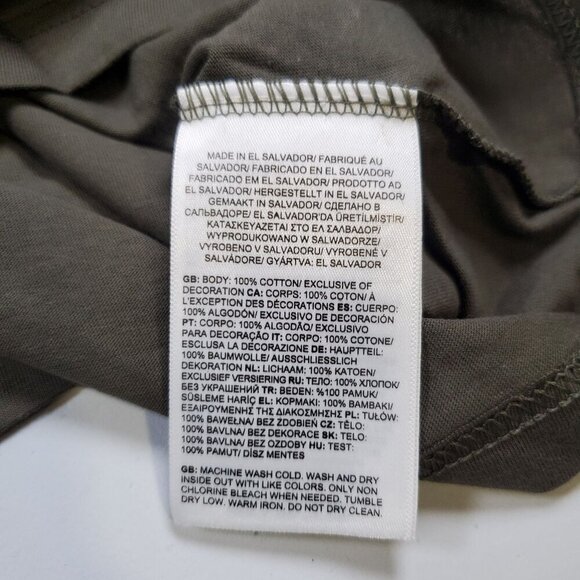 MADE IN EL SALVADOR/ FABRIQUÉ AU
SALVADOR/ FABRICADO EN EL SALVADOR/
FABRICADO EM EL SALVADOR/ PRODOTTO AD
EL SALVADOR/ HERGESTELLT IN EL SALVADOR/
GEMAAKT IN SALVADOR/ СДЕЛАНО В
САЛЬВАДОРЕ/ EL SALVADOR'DA ÜRETİLMİŞTİR/
ΚΑΤΑΣΚΕΥΑΖΕΤΑΙ ΣΤΟ ΕΛ ΣΑΛΒΑΔΟΡ/
WYPRODUKOWANO W SALWADORZE/
VYROBENO V SALVADORU/ VYROBENÉ V
SALVÁDORE/ GYÁRTVA: EL SALVADOR
GB: BODY: 100% COTTON/ EXCLUSIVE OF
DECORATION CA: CORPS: 100% COTON/ À
L'EXCEPTION DES DÉCORATIONS ES: CUERPO:
100% ALGODÓN/ EXCLUSIVO DE DECORACIÓN
PT: CORPO: 100% ALGODÃO/ EXCLUSIVO
PARA DECORAÇÃO IT: CORPO: 100% COTONE/
ESCLUSA LA DECORAZIONE DE: HAUPTTEIL:
100% BAUMWOLLE/ AUSSCHLIESSLICH
DEKORATION NL: LICHAAM: 100% KATOEN/
EXCLUSIEF VERSIERING RU: ТЕЛО: 100% ХЛОПОК/
БЕЗ УКРАШЕНИЙ TR: BEDEN: %100 PAMUK/
SÜSLEME HARİÇ EL: ΚΟΡΜΑΚΙ: 100% ΒΑΜΒΑΚΙ/
ΕΞΑΙΡΟΥΜΕΝΗΣ ΤΗΣ ΔΙΑΚΟΣΜΗΣΗΣ PL: TUŁÓW:
100% BAWEŁNA/ BEZ ZDOBIEŃ CZ: TĚLO:
100% BAVLNA/ BEZ DEKORACE SK: TELO:
100% BAVLNA/ BEZ OZDOBY HU: TEST:
100% PAMUT/ DÍSZ MENTES
GB: MACHINE WASH COLD. WASH AND DRY
INSIDE OUT WITH LIKE COLORS. ONLY NON
CHLORINE BLEACH WHEN NEEDED. TUMBLE
DRY LOW. WARM IRON. DO NOT DRY CLEAN.